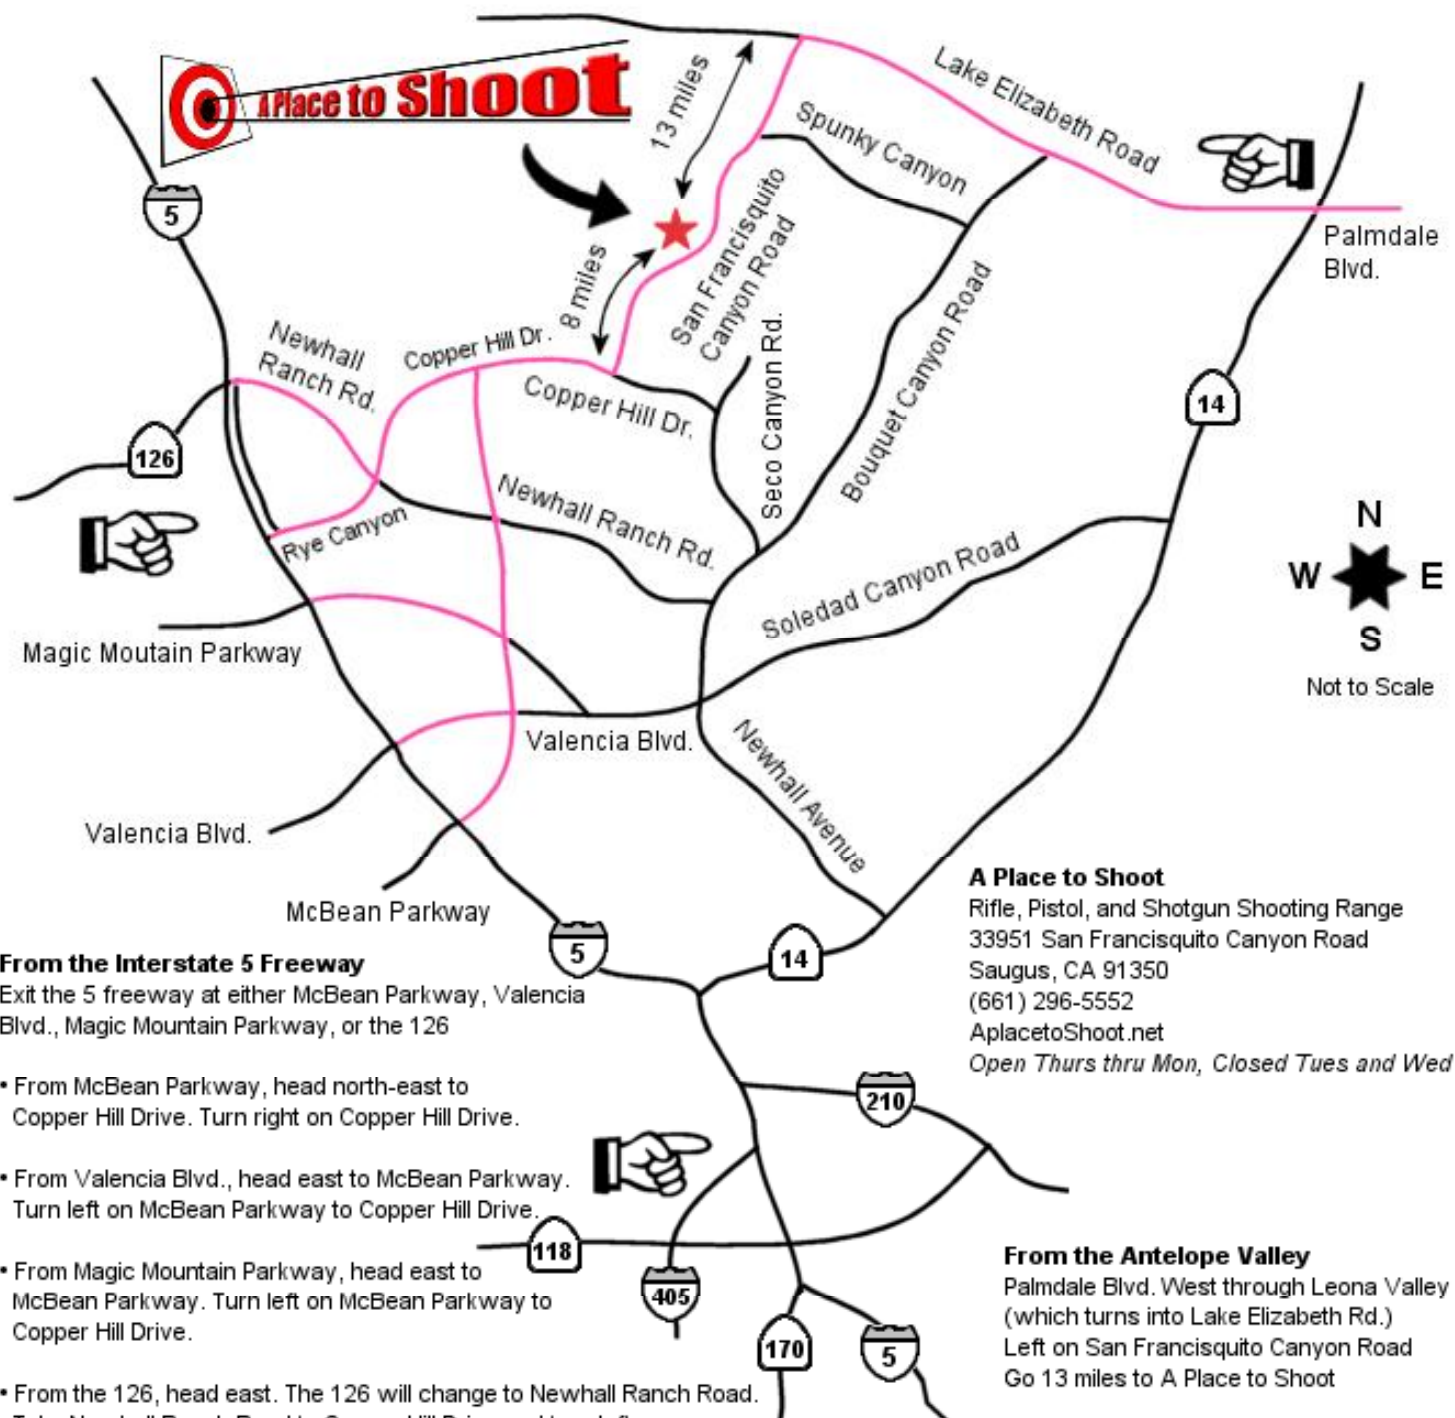 A Place to Shoot
13 miles
8 miles
Lake Elizabeth Road
Spunky Canyon
San Francisquito
Canyon Road
Palmdale
Blvd.
5
Newhall
Ranch Rd.
Copper Hill Dr.
Copper Hill Dr.
Seco Canyon Rd.
Bouquet Canyon Road
14
126
Rye Canyon
Newhall Ranch Rd.
Soledad Canyon Road
N
W E
S
Not to Scale
Magic Moutain Parkway
Valencia Blvd.
Newhall Avenue
Valencia Blvd.
McBean Parkway
5
14
A Place to Shoot
Rifle, Pistol, and Shotgun Shooting Range
33951 San Francisquito Canyon Road
Saugus, CA 91350
(661) 296-5552
AplacetoShoot.net
Open Thurs thru Mon, Closed Tues and Wed
From the Interstate 5 Freeway
Exit the 5 freeway at either McBean Parkway, Valencia
Blvd., Magic Mountain Parkway, or the 126
• From McBean Parkway, head north-east to
Copper Hill Drive. Turn right on Copper Hill Drive.
• From Valencia Blvd., head east to McBean Parkway.
Turn left on McBean Parkway to Copper Hill Drive.
• From Magic Mountain Parkway, head east to
McBean Parkway. Turn left on McBean Parkway to
Copper Hill Drive.
• From the 126, head east. The 126 will change to Newhall Ranch Road.
210
118
405
170
5
From the Antelope Valley
Palmdale Blvd. West through Leona Valley
(which turns into Lake Elizabeth Rd.)
Left on San Francisquito Canyon Road
Go 13 miles to A Place to Shoot